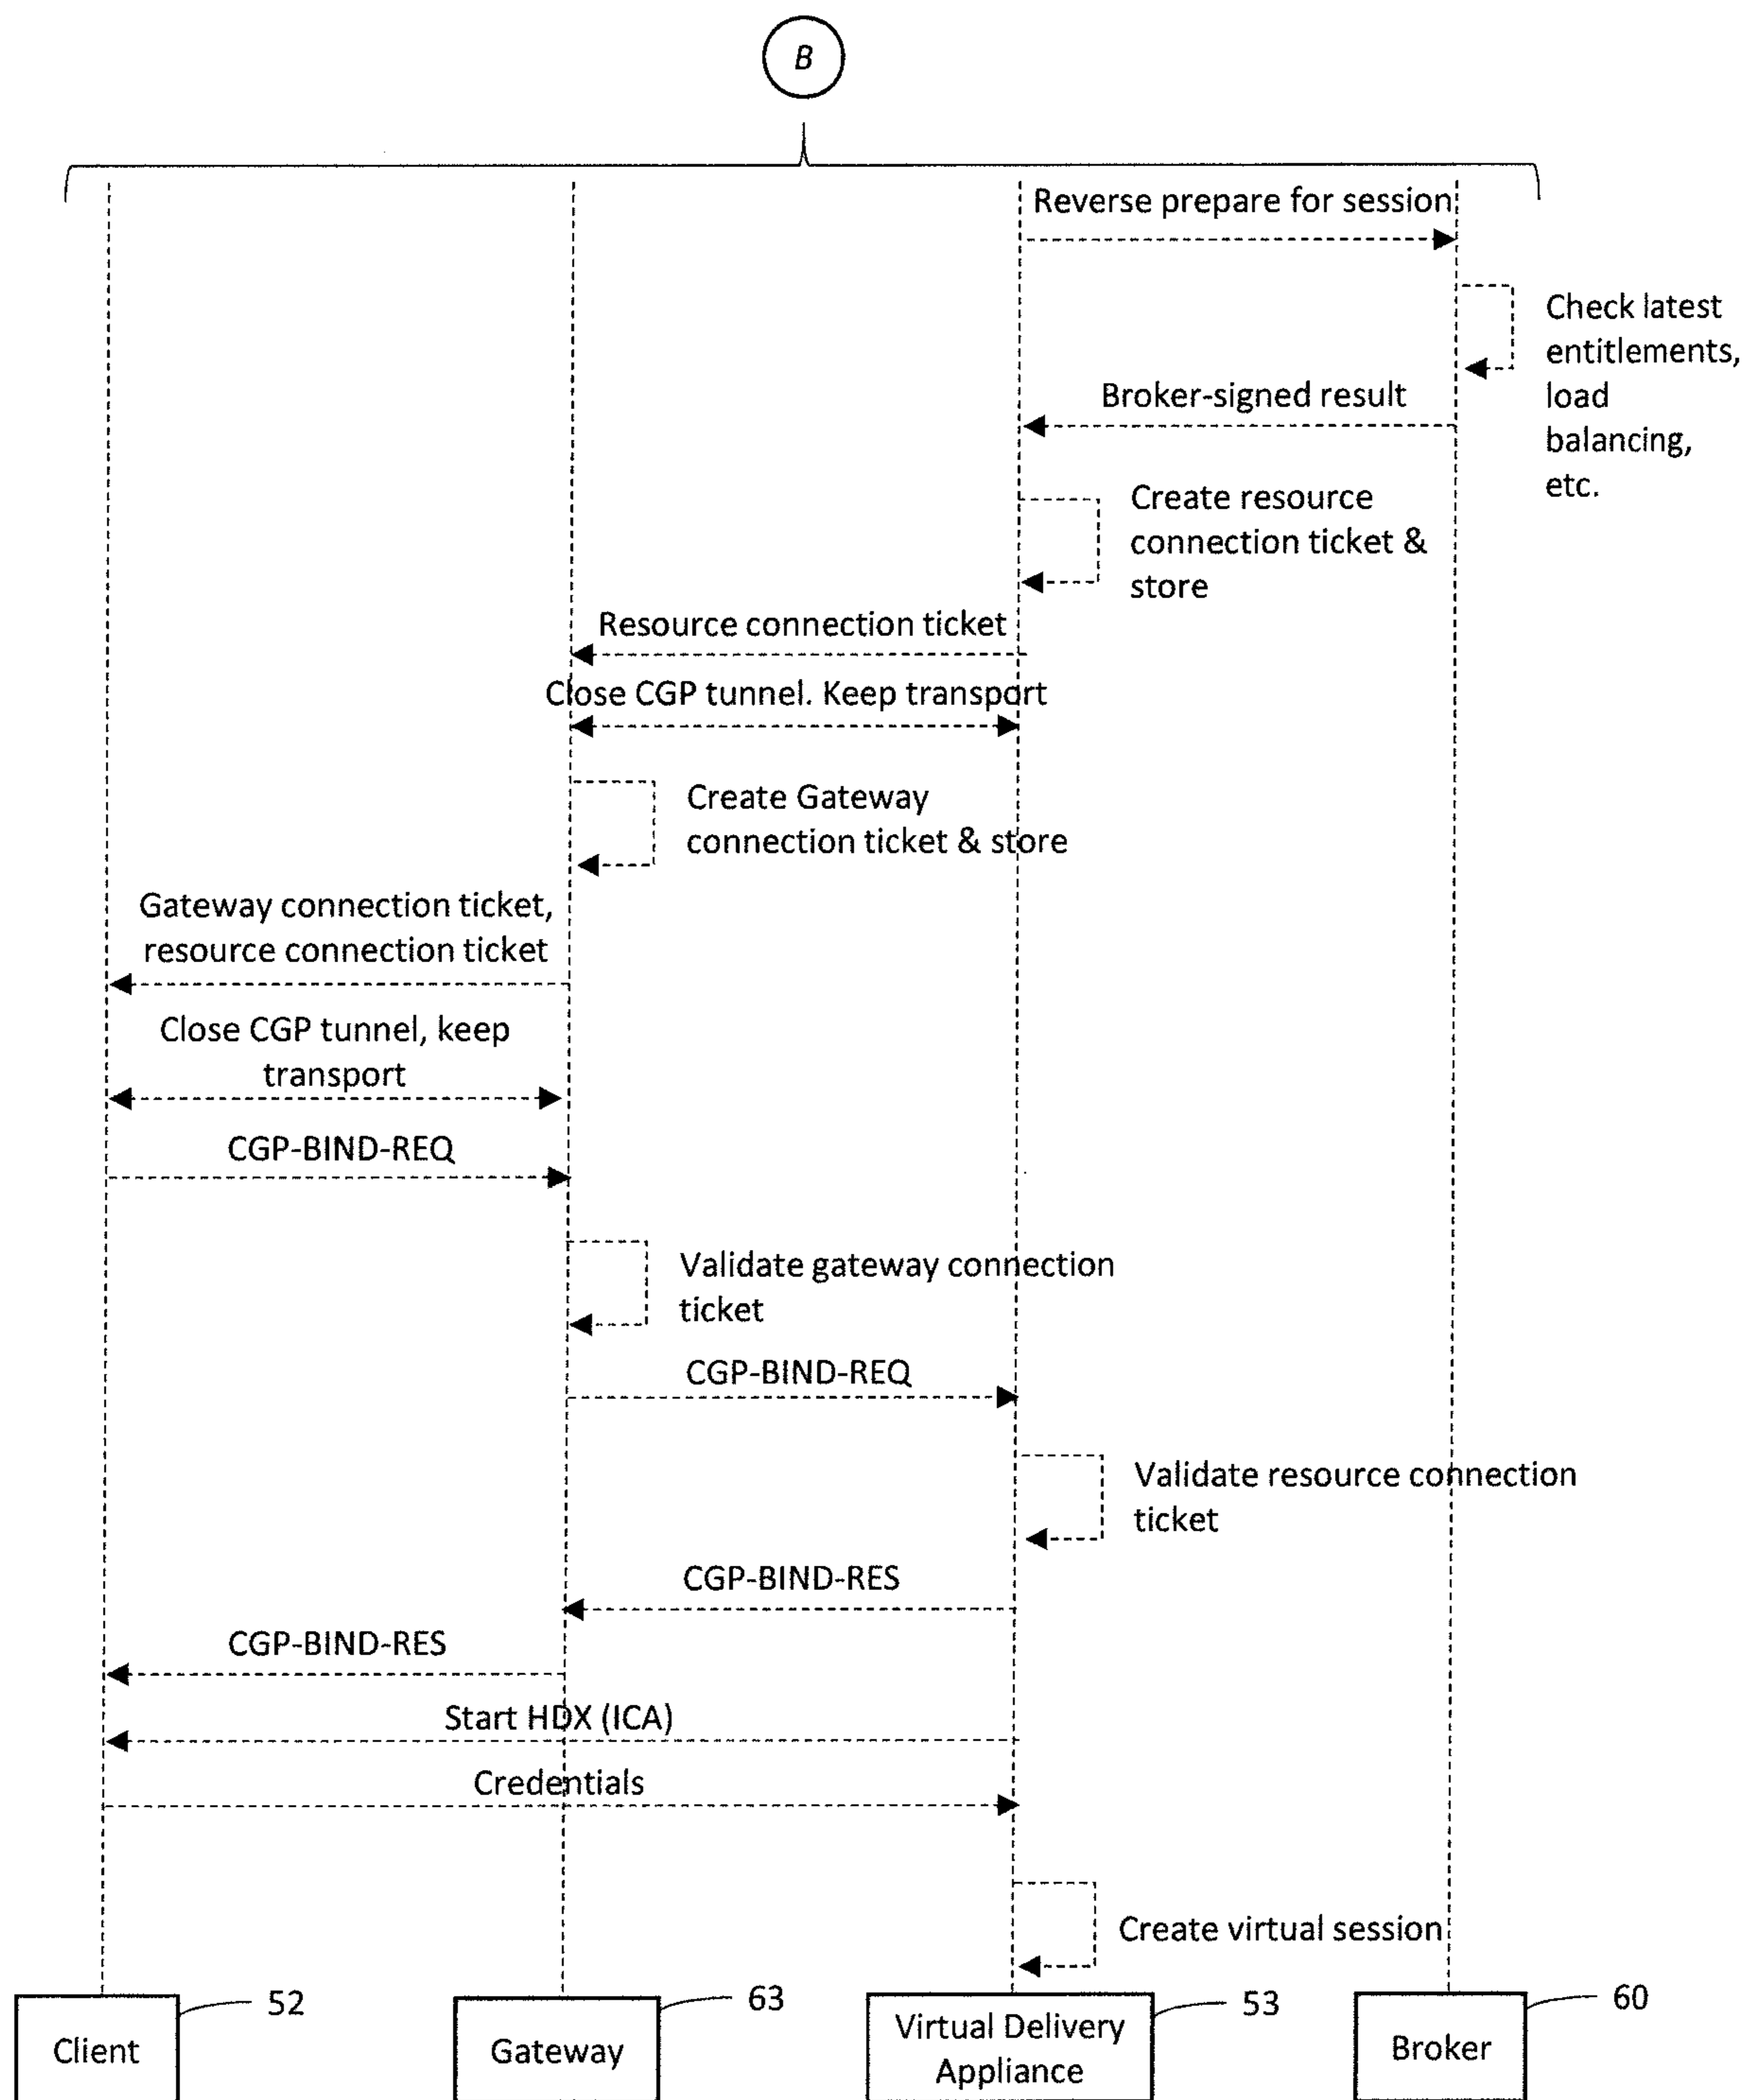 B
Reverse prepare for session
Check latest
entitlements,
load
balancing,
etc.
Broker-signed result
Create resource
connection ticket &
store
Resource connection ticket
Close CGP tunnel. Keep transport
Create Gateway
connection ticket & store
Gateway connection ticket,
resource connection ticket
Close CGP tunnel, keep
transport
CGP-BIND-REQ
Validate gateway connection
ticket
CGP-BIND-REQ
Validate resource connection
ticket
CGP-BIND-RES
CGP-BIND-RES
Start HDX (ICA)
Credentials
Create virtual session
52
63
53
60
Client
Gateway
Virtual Delivery
Appliance
Broker